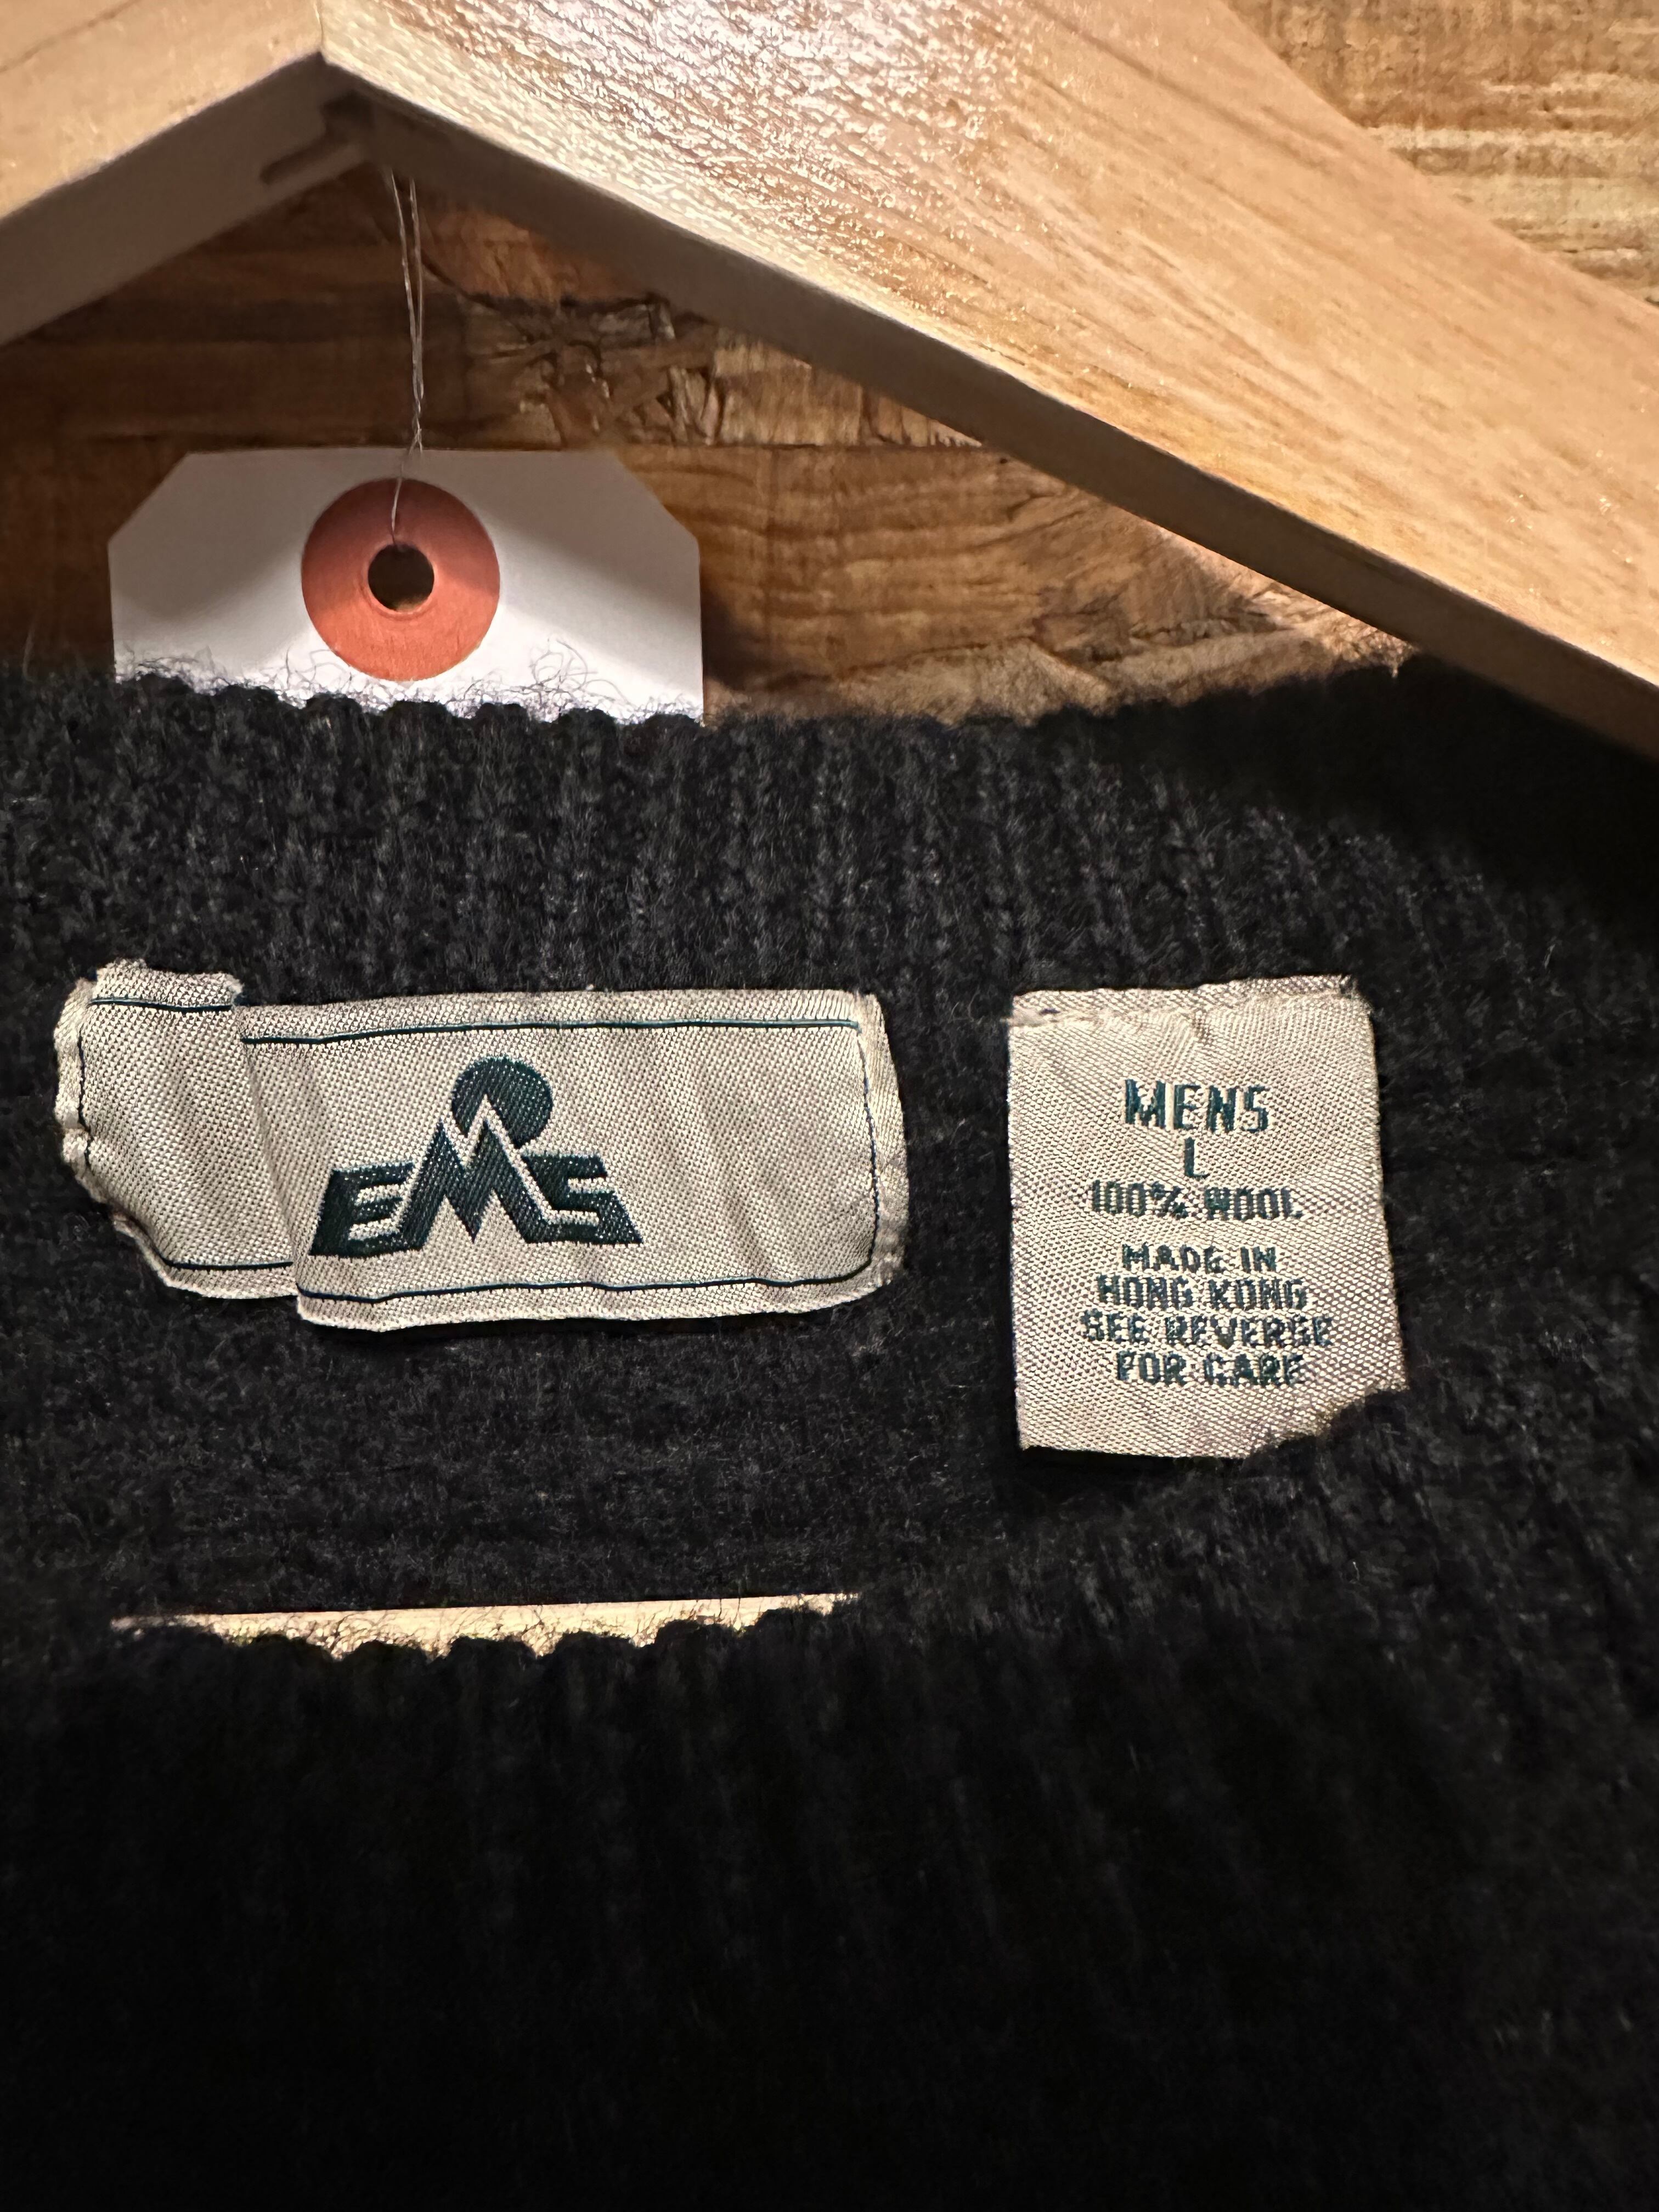 EMS
MENS
L
100% WOOL
MADE IN
HONG KONG
SEE REVERSE
FOR CARE